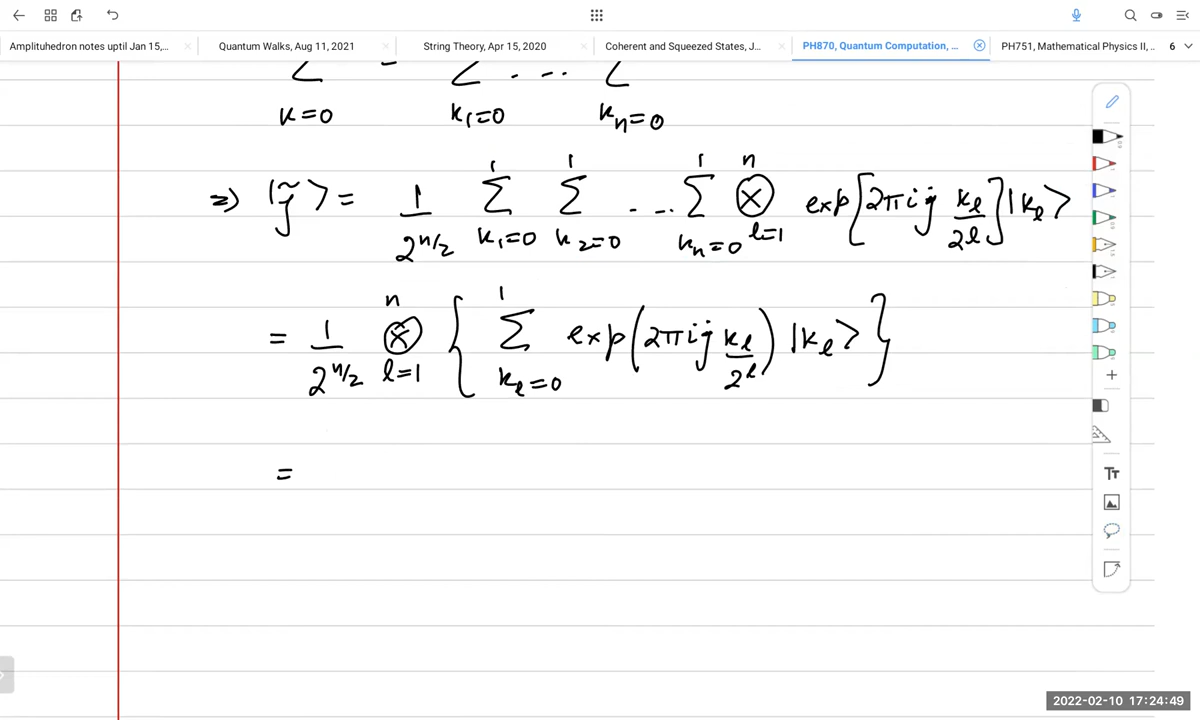 Amplituhedron notes uptil Jan 15,... Quantum Walks, Aug 11, 2021 String Theory, Apr 15, 2020 Coherent and Squeezed States, J... PH870, Quantum Computation, ... PH751, Mathematical Physics II, .. 6
Σ - Σ . --. Σ
k=0 k₁=0 kₙ=0
⇒ |j̃⟩ = 1/2^{n/2} Σ_{k₁=0}^{1} Σ_{k₂=0}^{1} ... Σ_{kₙ=0}^{1} ⊗_{l=1}^{n} exp[2πij k_l/2^l] |k_l⟩
= 1/2^{n/2} ⊗_{l=1}^{n} { Σ_{k_l=0}^{1} exp(2πij k_l/2^l) |k_l⟩ }
=
+
TT
2022-02-10 17:24:49